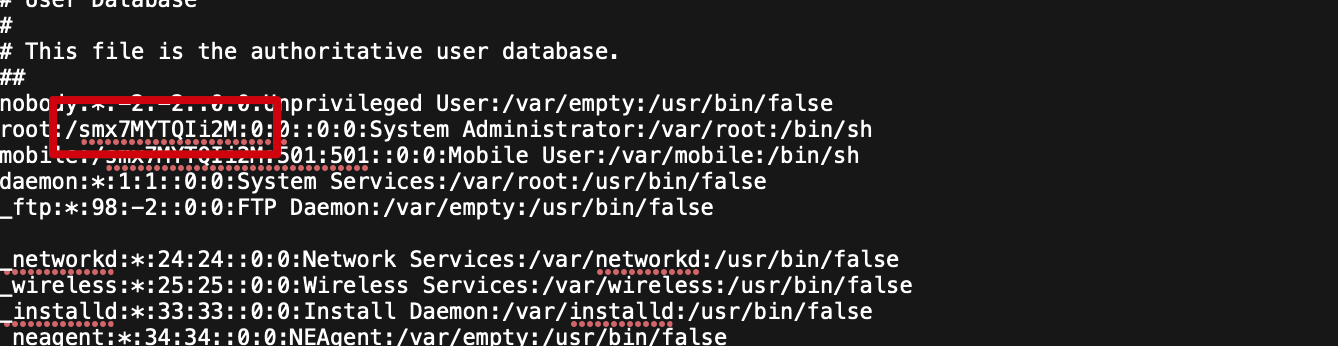 # User Database
#
# This file is the authoritative user database.
##
nobody:*:-2:-2::0:0:Unprivileged User:/var/empty:/usr/bin/false
root:/smx7MYTQIi2M:0:0::0:0:System Administrator:/var/root:/bin/sh
mobile:/smx7MYTQIi2M:501:501::0:0:Mobile User:/var/mobile:/bin/sh
daemon:*:1:1::0:0:System Services:/var/root:/usr/bin/false
_ftp:*:98:-2::0:0:FTP Daemon:/var/empty:/usr/bin/false
_networkd:*:24:24::0:0:Network Services:/var/networkd:/usr/bin/false
_wireless:*:25:25::0:0:Wireless Services:/var/wireless:/usr/bin/false
_installd:*:33:33::0:0:Install Daemon:/var/installd:/usr/bin/false
_neagent:*:34:34::0:0:NEAgent:/var/empty:/usr/bin/false